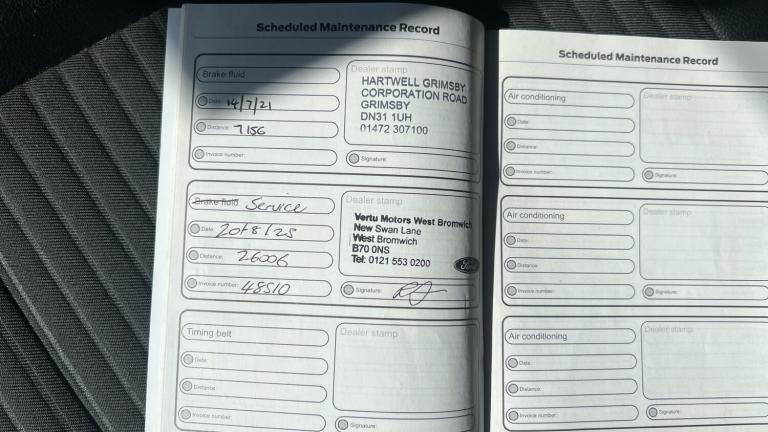 Scheduled Maintenance Record
Brake fluid
Date: 14/7/21
Distance: 7156
Invoice number:
Dealer stamp
HARTWELL GRIMSBY
CORPORATION ROAD
GRIMSBY
DN31 1UH
01472 307100
Signature:
Brake fluid Service
Date: 20/8/25
Distance: 26006
Invoice number: 48510
Dealer stamp
Vertu Motors West Bromwich
New Swan Lane
West Bromwich
B70 0NS
Tel: 0121 553 0200
Ford
Signature:
Timing belt
Date:
Distance:
Invoice number:
Dealer stamp
Signature:
Scheduled Maintenance Record
Air conditioning
Date:
Distance:
Invoice number:
Dealer stamp
Signature:
Air conditioning
Date:
Distance:
Invoice number:
Dealer stamp
Signature:
Air conditioning
Date:
Distance:
Invoice number:
Dealer stamp
Signature: